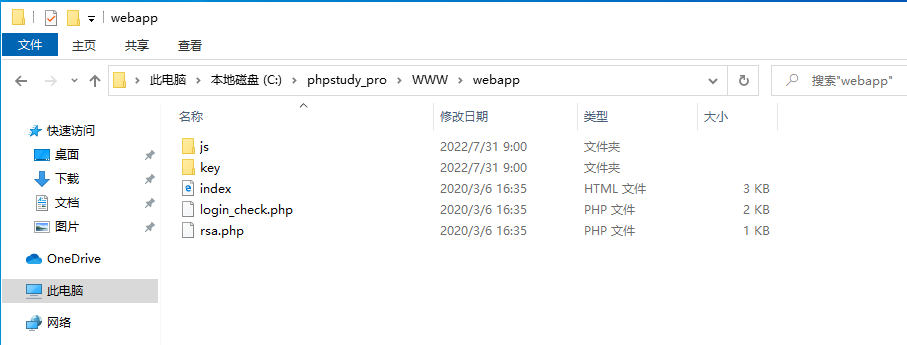 webapp
文件 主页 共享 查看
此电脑 › 本地磁盘 (C:) › phpstudy_pro › WWW › webapp 搜索"webapp"
名称 修改日期 类型 大小
快速访问
桌面
下载
文档
图片
OneDrive
此电脑
网络
js 2022/7/31 9:00 文件夹
key 2022/7/31 9:00 文件夹
index 2020/3/6 16:35 HTML 文件 3 KB
login_check.php 2020/3/6 16:35 PHP 文件 2 KB
rsa.php 2020/3/6 16:35 PHP 文件 1 KB